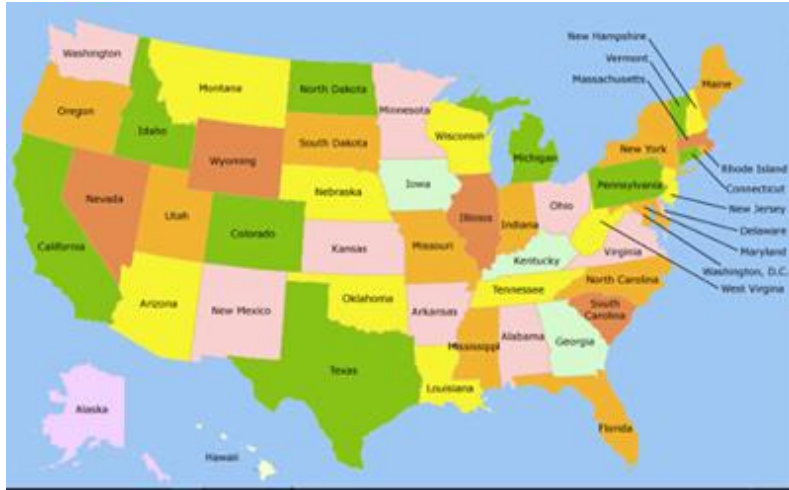 New Hampshire
Vermont
Massachusetts
Washington
Montana
North Dakota
Minnesota
Maine
Oregon
Idaho
Wisconsin
South Dakota
Michigan
New York
Wyoming
Rhode Island
Pennsylvania
Connecticut
Nebraska
Iowa
Nevada
Ohio
New Jersey
Utah
Illinois
Indiana
Delaware
Colorado
California
Kansas
Missouri
Virginia
Maryland
Kentucky
Washington, D.C.
North Carolina
West Virgina
Tennessee
Arizona
Oklahoma
New Mexico
Arkansas
South
Carolina
Mississippi
Alabama
Georgia
Texas
Louisiana
Alaska
Florida
Hawaii